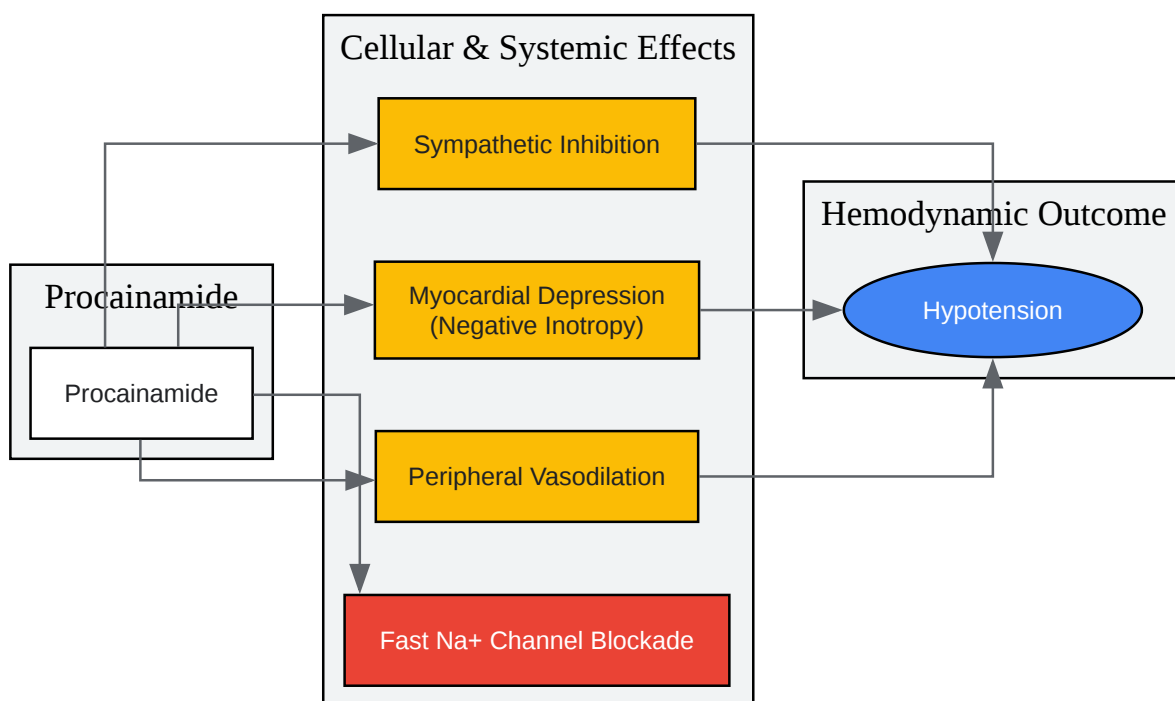 Cellular & Systemic Effects
Sympathetic Inhibition
Hemodynamic Outcome
Procainamide
Myocardial Depression
(Negative Inotropy)
Hypotension
Procainamide
Peripheral Vasodilation
Fast Na+ Channel Blockade